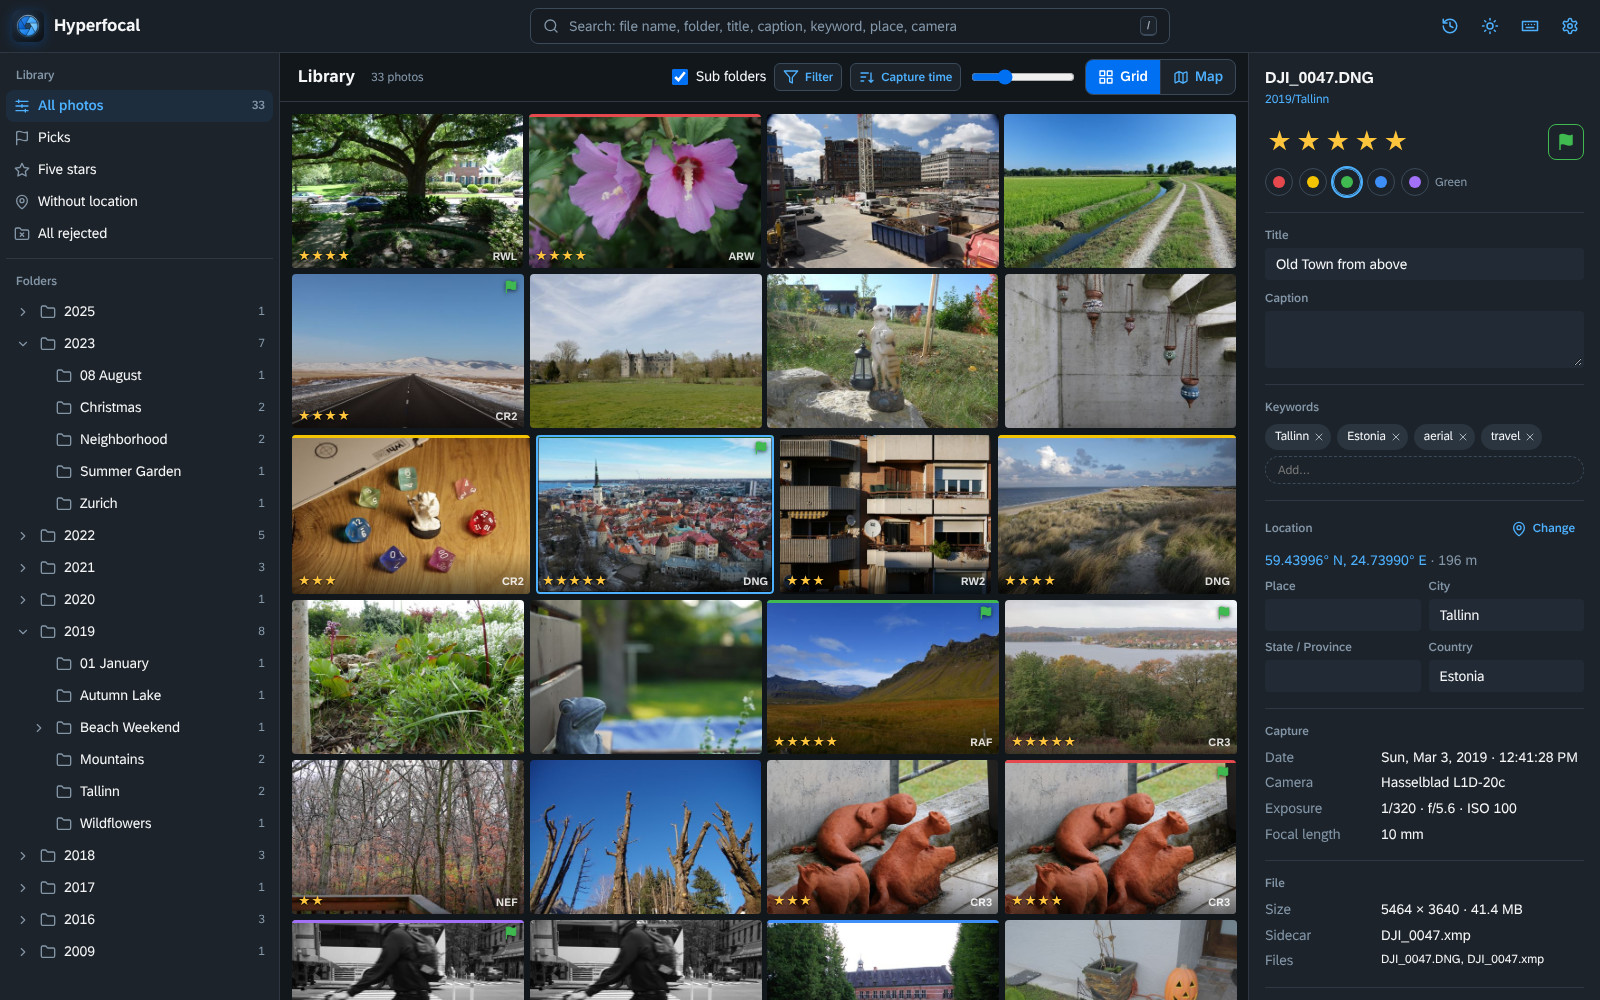 Hyperfocal
Search: file name, folder, title, caption, keyword, place, camera
/
Library
All photos 33
Picks
Five stars
Without location
All rejected
Folders
2025 1
2023 7
08 August 1
Christmas 2
Neighborhood 2
Summer Garden 1
Zurich 1
2022 5
2021 3
2020 1
2019 8
01 January 1
Autumn Lake 1
Beach Weekend 1
Mountains 2
Tallinn 2
Wildflowers 1
2018 3
2017 1
2016 3
2009 1
Library 33 photos
Sub folders
Filter
Capture time
Grid
Map
RWL
ARW
CR2
CR2
DNG
RW2
DNG
RAF
CR3
NEF
CR3
CR3
DJI_0047.DNG
2019/Tallinn
Green
Title
Old Town from above
Caption
Keywords
Tallinn × Estonia × aerial × travel ×
Add...
Location Change
59.43996° N, 24.73990° E · 196 m
Place City
Tallinn
State / Province Country
Estonia
Capture
Date Sun, Mar 3, 2019 · 12:41:28 PM
Camera Hasselblad L1D-20c
Exposure 1/320 · f/5.6 · ISO 100
Focal length 10 mm
File
Size 5464 × 3640 · 41.4 MB
Sidecar DJI_0047.xmp
Files DJI_0047.DNG, DJI_0047.xmp